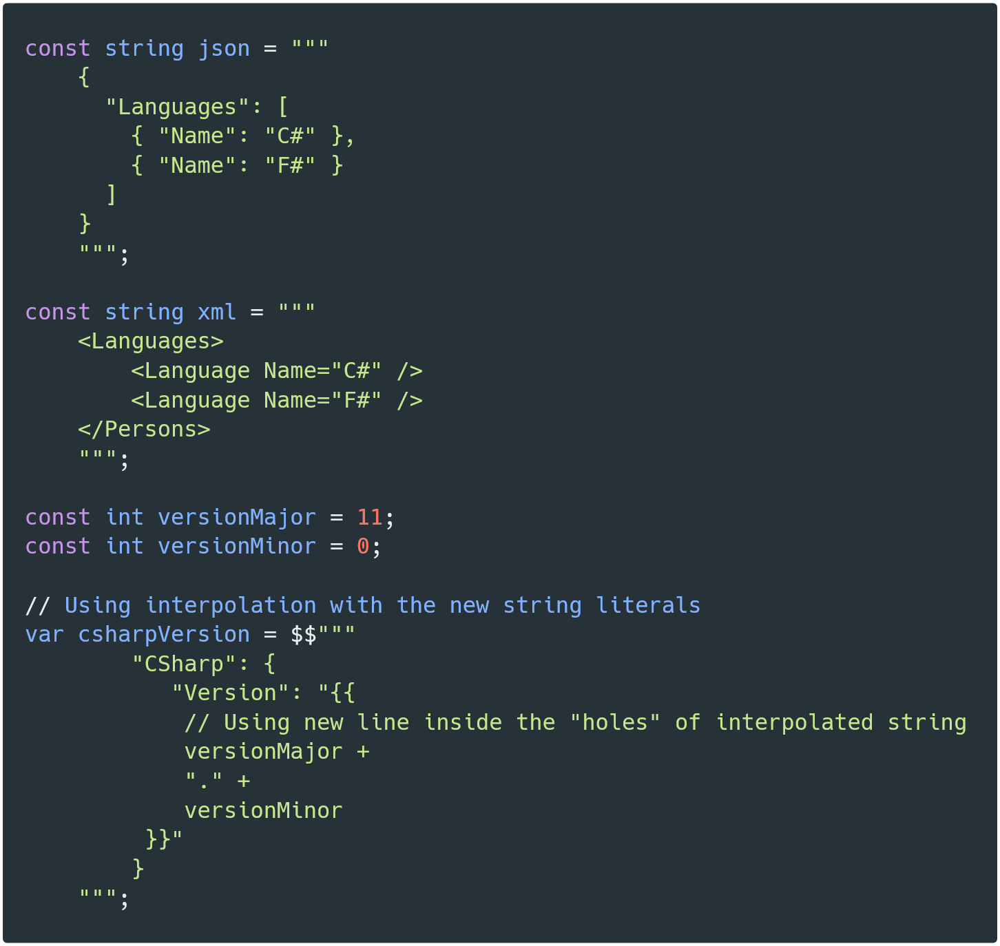 const string json = """
    {
      "Languages": [
        { "Name": "C#" },
        { "Name": "F#" }
      ]
    }
    """;

const string xml = """
    <Languages>
        <Language Name="C#" />
        <Language Name="F#" />
    </Persons>
    """;

const int versionMajor = 11;
const int versionMinor = 0;

// Using interpolation with the new string literals
var csharpVersion = $$"""
        "CSharp": {
           "Version": "{{
            // Using new line inside the "holes" of interpolated string
            versionMajor +
            "." +
            versionMinor
         }}"
        }
    """;